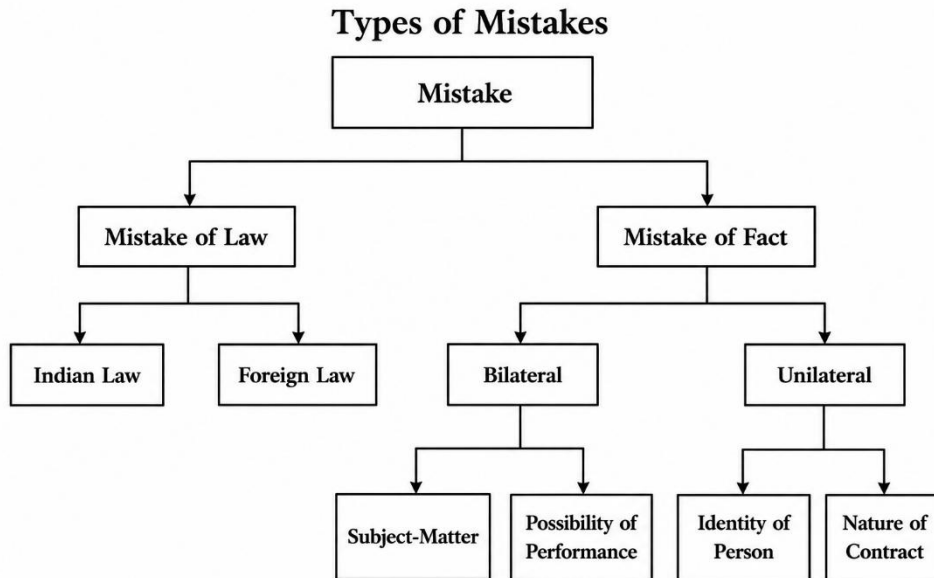 Types of Mistakes
Mistake
Mistake of Law
Mistake of Fact
Indian Law
Foreign Law
Bilateral
Unilateral
Subject-Matter
Possibility of
Performance
Identity of
Person
Nature of
Contract